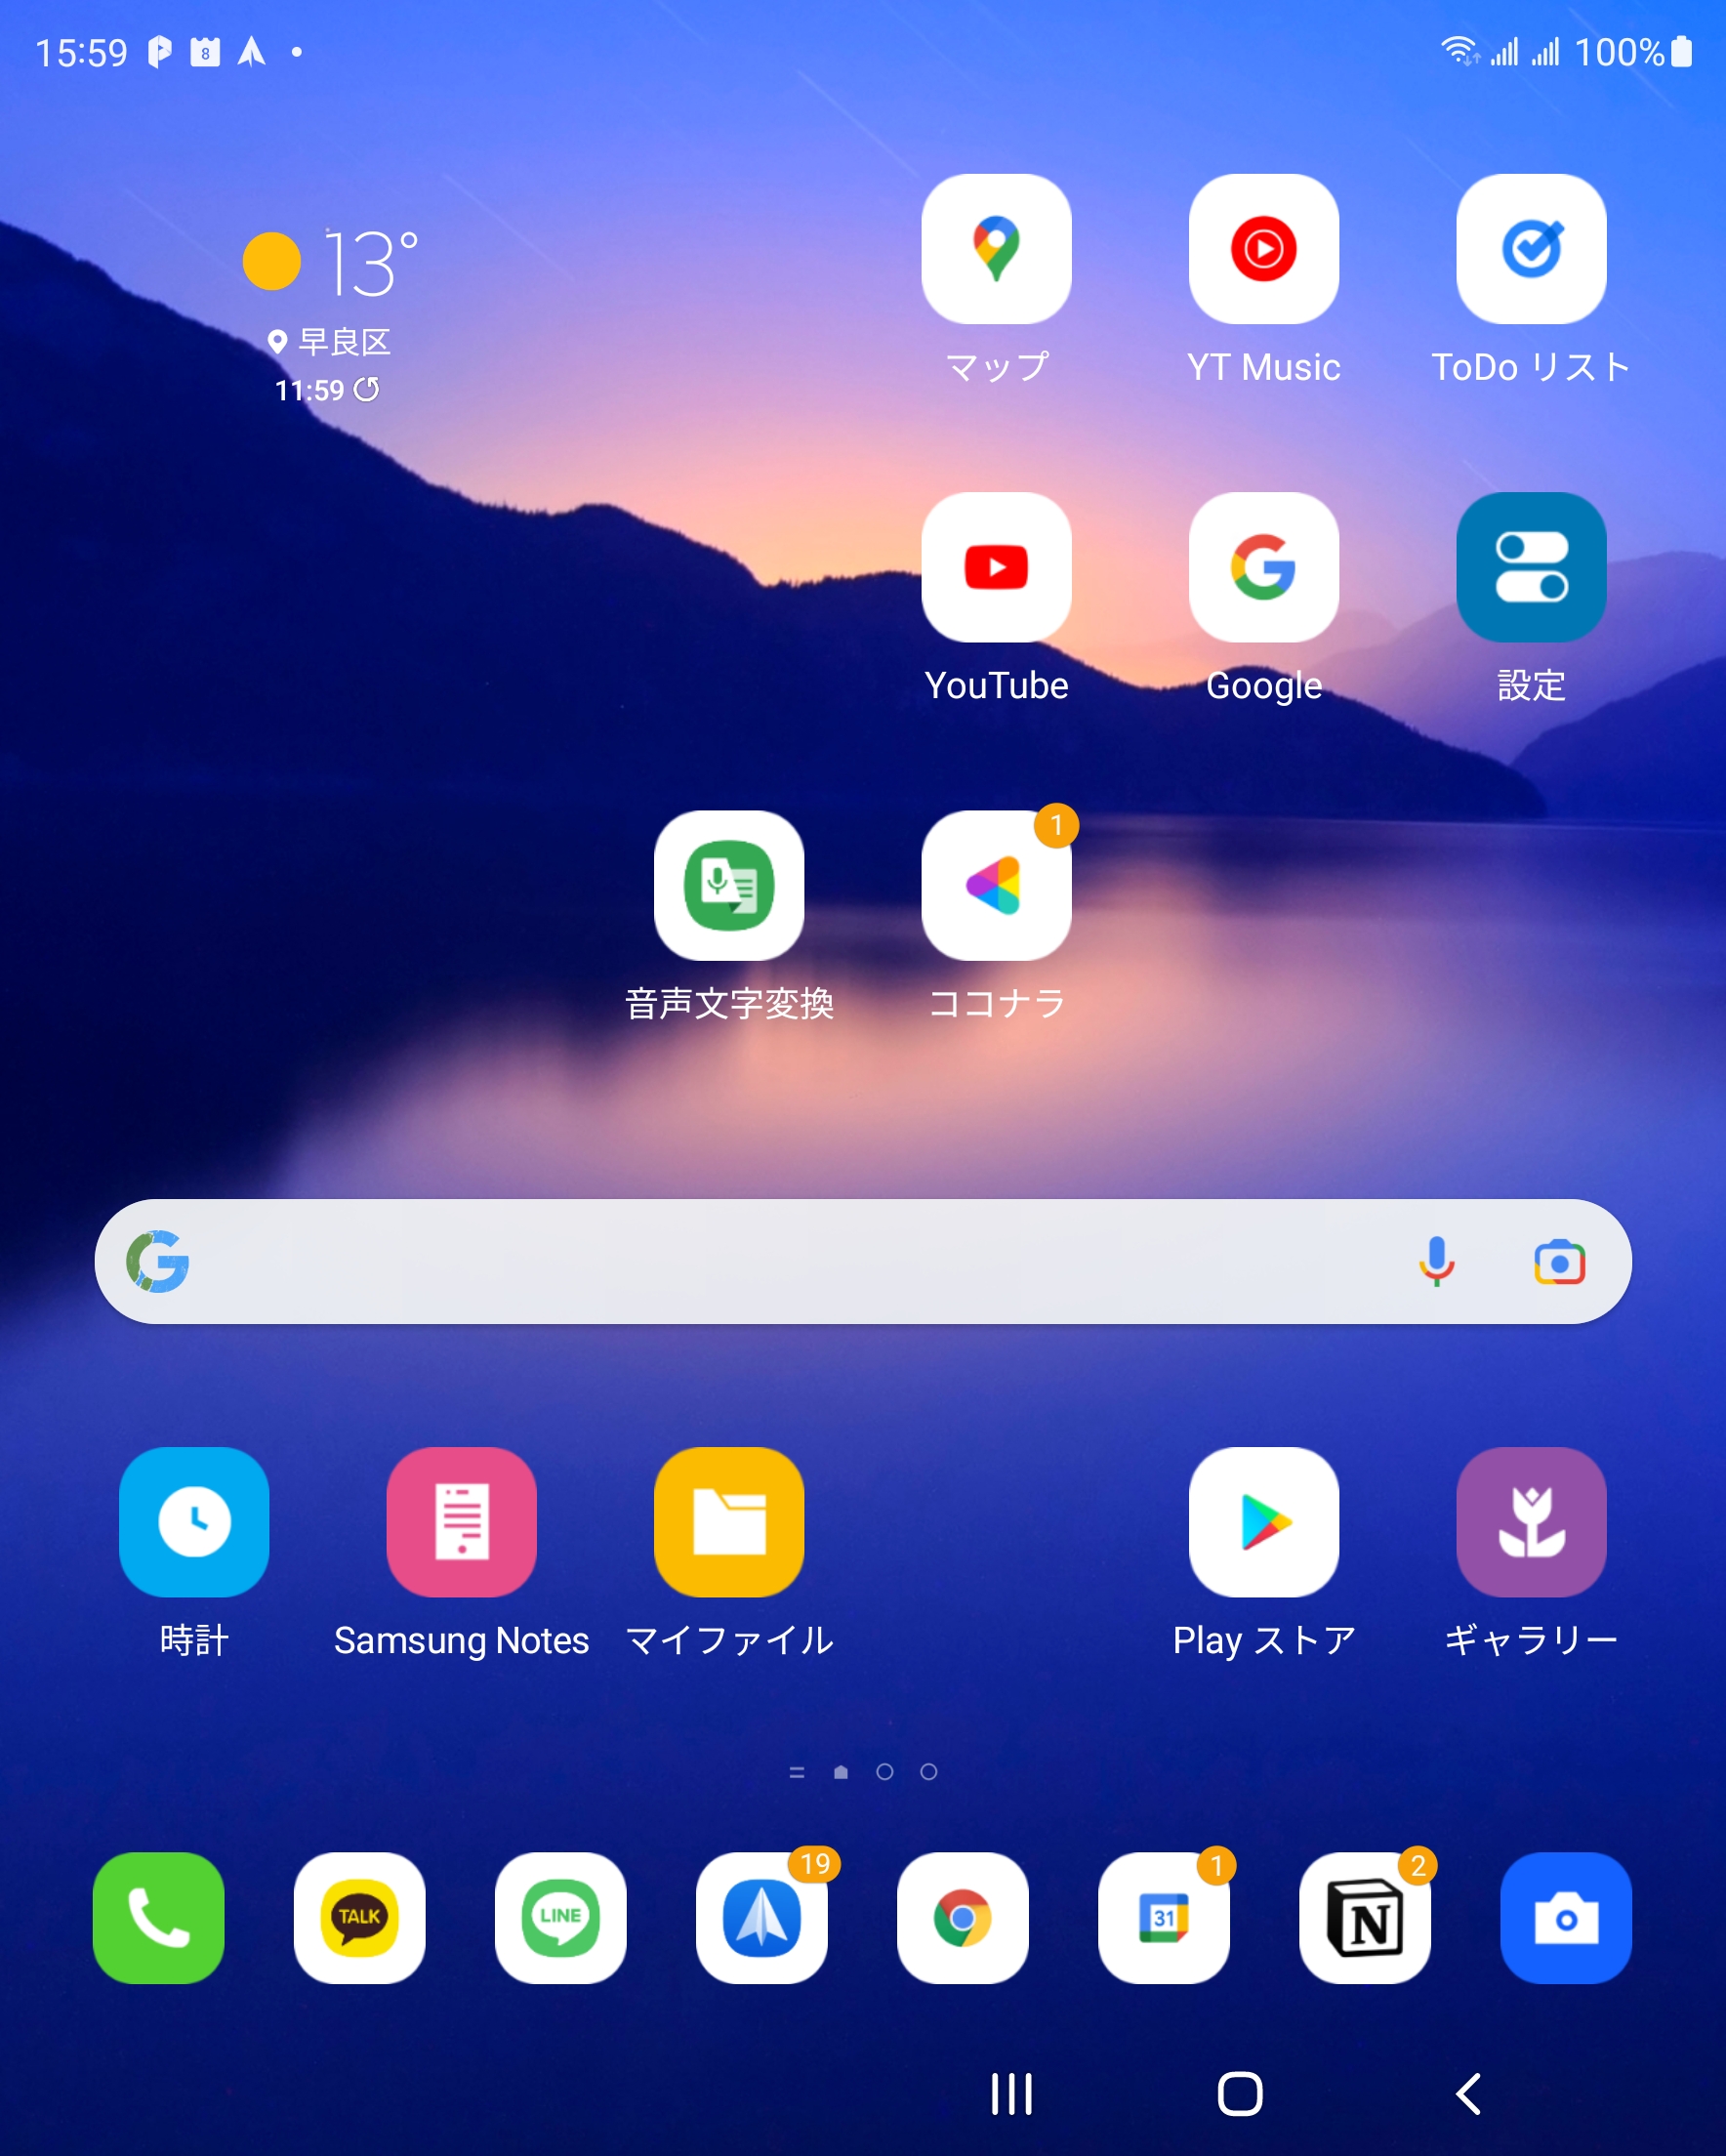 15:59
8
100%
13°
早良区
11:59
マップ
YT Music
ToDo リスト
YouTube
Google
設定
1
音声文字変換
ココナラ
時計
Samsung Notes
マイファイル
Play ストア
ギャラリー
TALK
LINE
19
31
1
N
2